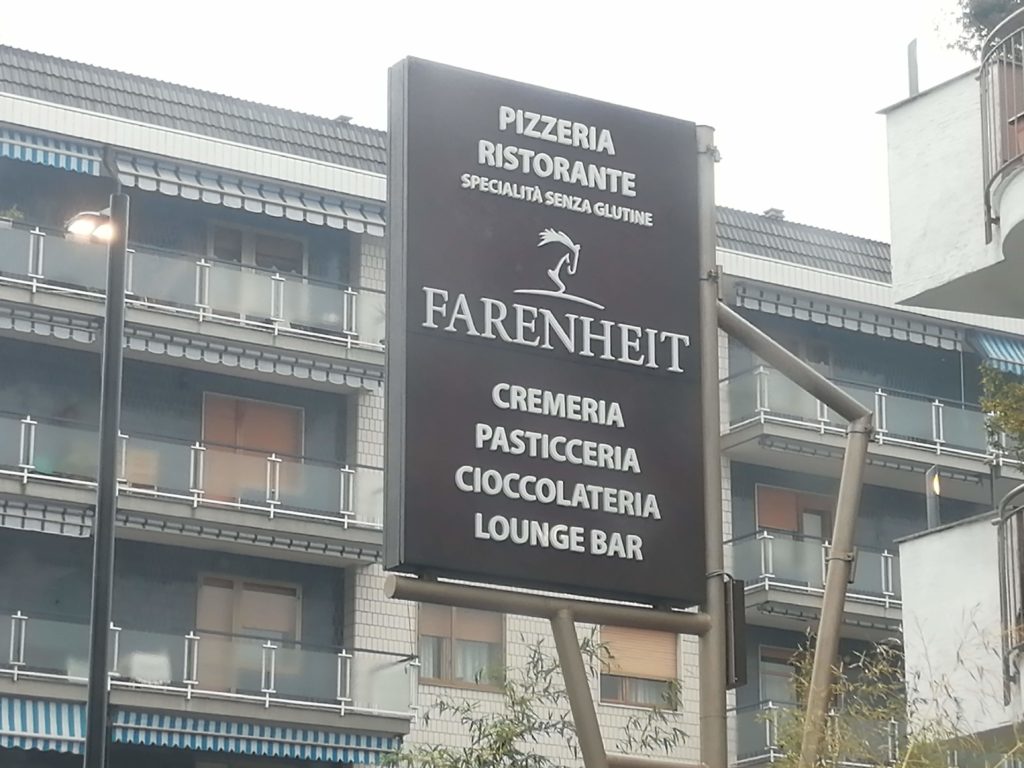 PIZZERIA
RISTORANTE
SPECIALITÀ SENZA GLUTINE
FARENHEIT
CREMERIA
PASTICCERIA
CIOCCOLATERIA
LOUNGE BAR